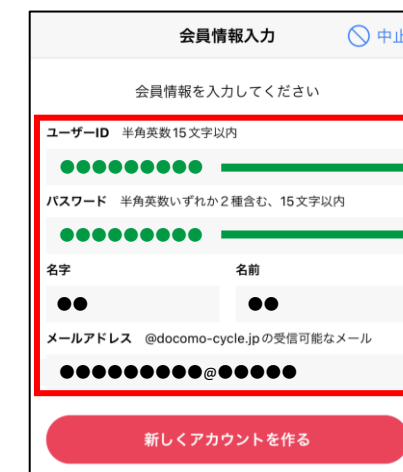 会員情報入力 中止
会員情報を入力してください
ユーザーID 半角英数15文字以内
●●●●●●●●●
パスワード 半角英数いずれか2種含む、15文字以内
●●●●●●●●●
名字 名前
●● ●●
メールアドレス @docomo-cycle.jpの受信可能なメール
●●●●●●●●●@●●●●●
新しくアカウントを作る